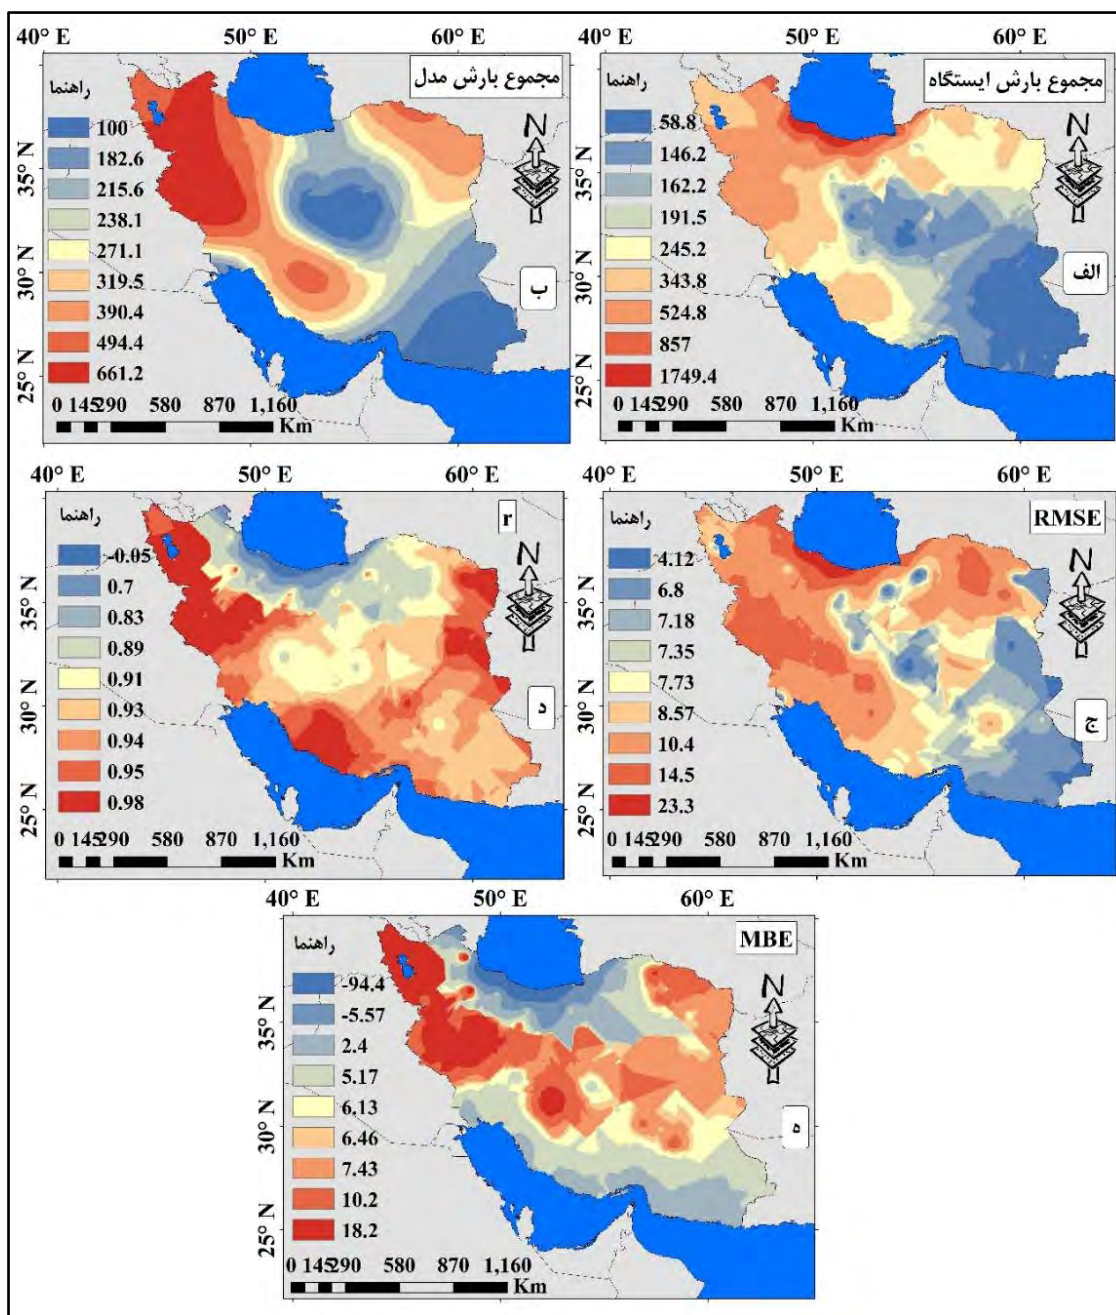 40° E
50° E
60° E
35° N
30° N
25° N
مجموع بارش مدل
راهنما
100
182.6
215.6
238.1
271.1
319.5
390.4
494.4
661.2
N
ب
0 145290 580 870 1,160
Km
40° E
50° E
60° E
35° N
30° N
25° N
مجموع بارش ایستگاه
راهنما
58.8
146.2
162.2
191.5
245.2
343.8
524.8
857
1749.4
N
الف
0 145290 580 870 1,160
Km
40° E
50° E
60° E
35° N
30° N
25° N
r
راهنما
-0.05
0.7
0.83
0.89
0.91
0.93
0.94
0.95
0.98
N
د
0 145290 580 870 1,160
Km
40° E
50° E
60° E
35° N
30° N
25° N
RMSE
راهنما
4.12
6.8
7.18
7.35
7.73
8.57
10.4
14.5
23.3
N
ج
0 145290 580 870 1,160
Km
40° E
50° E
60° E
35° N
30° N
25° N
MBE
راهنما
-94.4
-5.57
2.4
5.17
6.13
6.46
7.43
10.2
18.2
N
ه
0 145290 580 870 1,160
Km